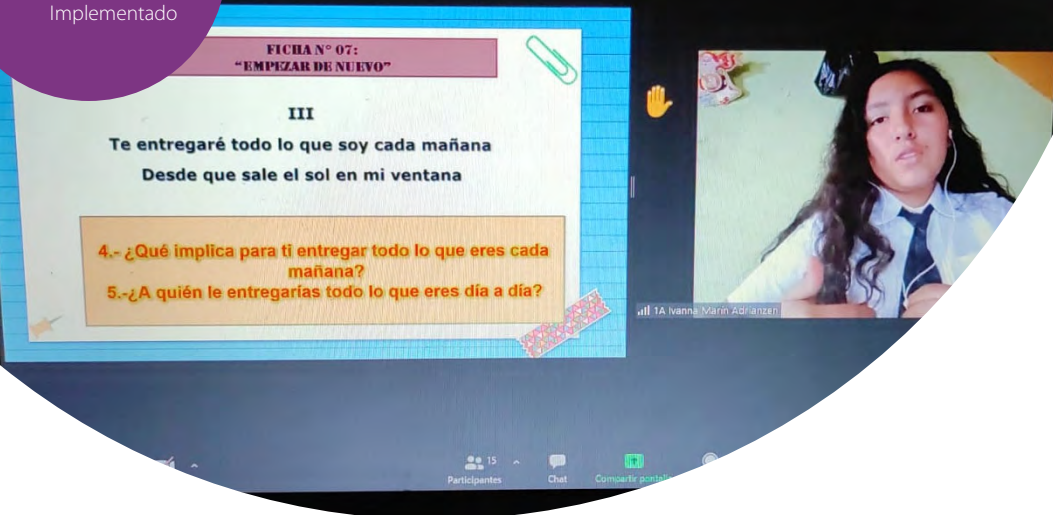 Implementado
FICHA N° 07:
“EMPEZAR DE NUEVO”
III
Te entregaré todo lo que soy cada mañana
Desde que sale el sol en mi ventana
4.- ¿Qué implica para ti entregar todo lo que eres cada
mañana?
5.-¿A quién le entregarías todo lo que eres día a día?
1A Ivanna Marin Adrianzen
15
Participantes
Chat
Compartir